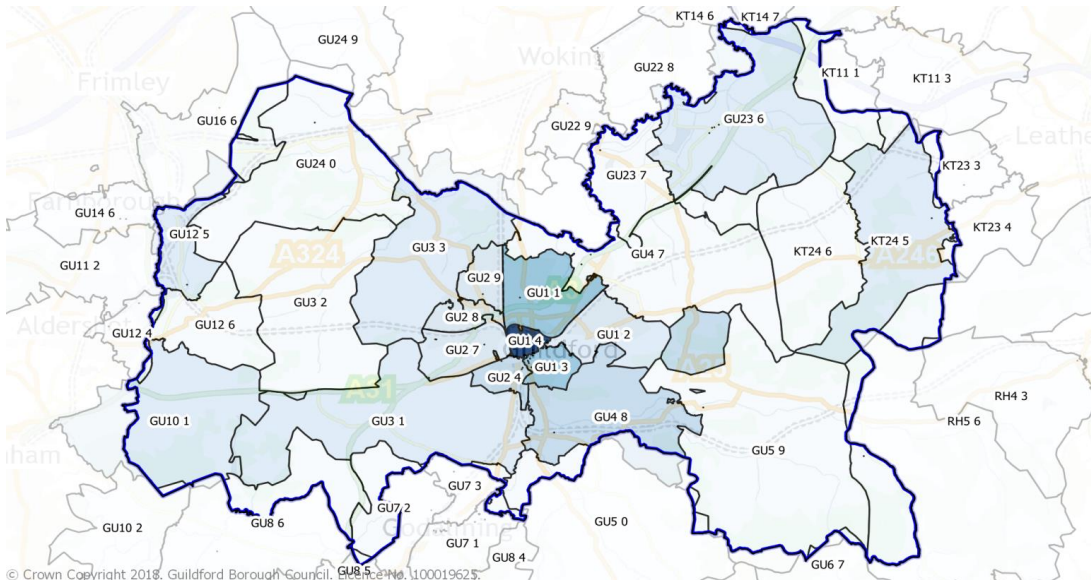 KT14 6
KT14 7
GU24 9
Woking
GU22 8
KT11 1
KT11 3
Frimley
GU16 6
GU23 6
GU22 9
GU24 0
KT23 3
GU23 7
GU14 6
GU12 5
KT23 4
GU3 3
GU4 7
KT24 6
KT24 5
A246
A324
GU11 2
GU2 9
GU1 1
GU3 2
GU2 8
Aldershot
GU12 6
GU12 4
GU1 4
GU1 2
Guildford
GU2 7
GU1 3
A25
GU2 4
A31
RH4 3
GU10 1
GU3 1
GU4 8
RH5 6
GU5 9
GU7 3
GU7 2
GU10 2
GU8 6
Godalming
GU5 0
GU7 1
GU8 4
GU8 5
GU6 7
© Crown Copyright 2018. Guildford Borough Council. Licence No. 100019625.